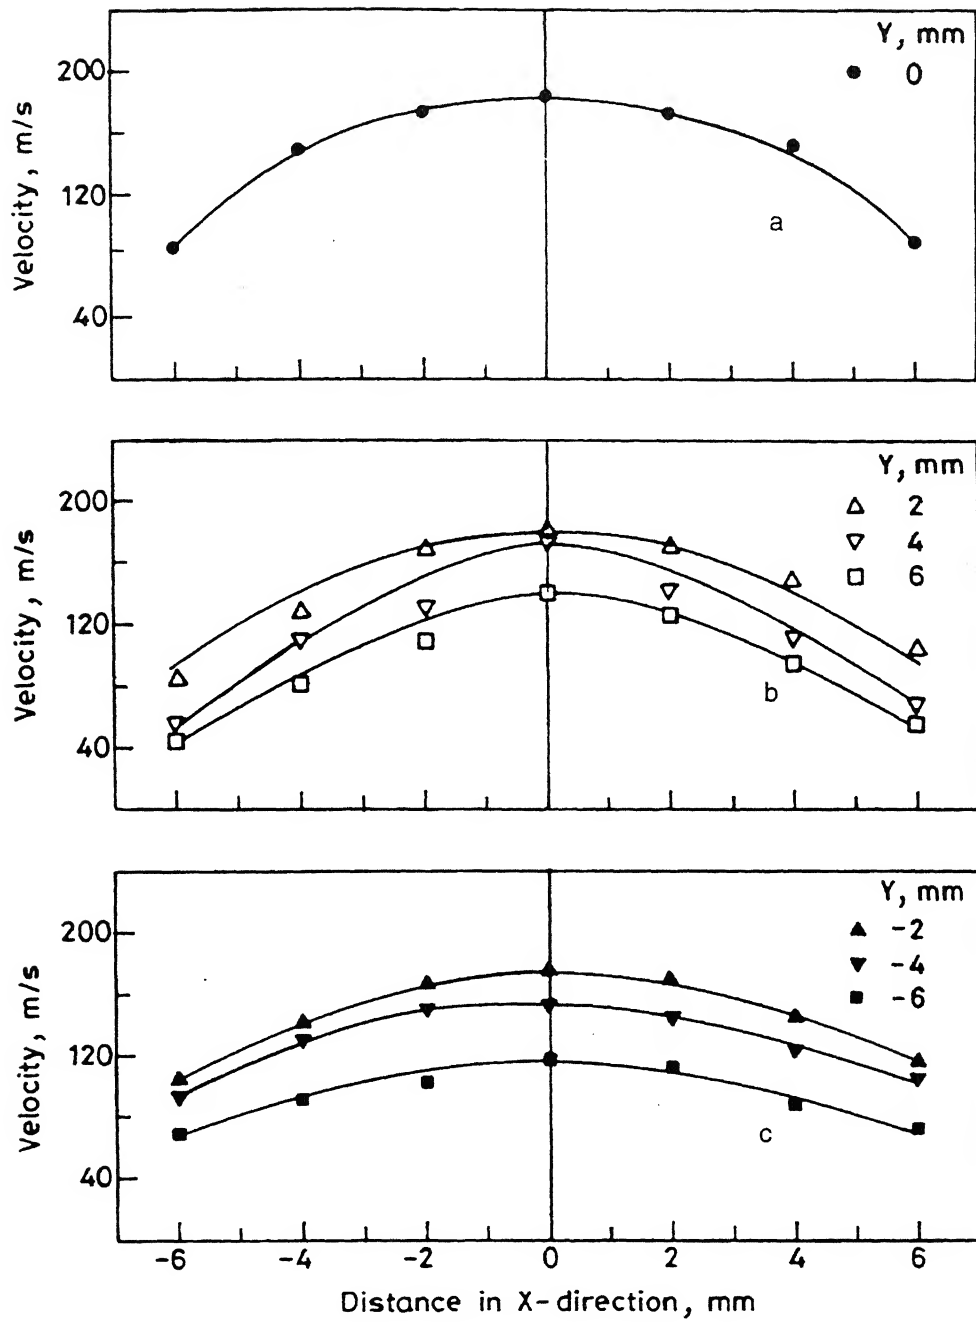 Y, mm
● 0
200
120
40
Velocity, m/s
a
Y, mm
△ 2
▽ 4
□ 6
200
120
40
Velocity, m/s
b
Y, mm
▲ -2
▼ -4
■ -6
200
120
40
Velocity, m/s
c
-6 -4 -2 0 2 4 6
Distance in X-direction, mm